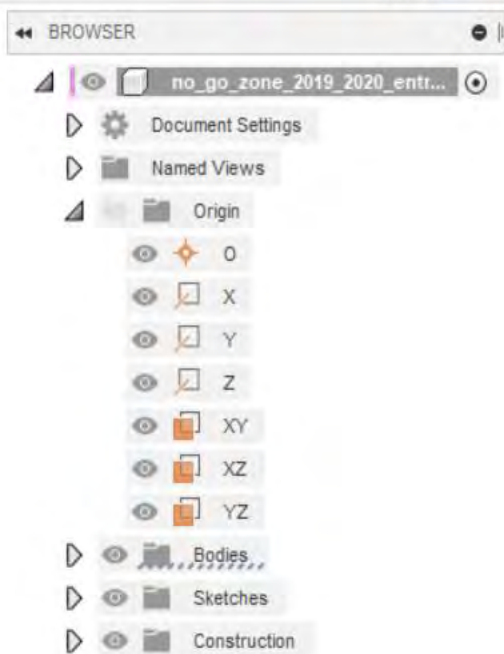 BROWSER
no_go_zone_2019_2020_entr...
Document Settings
Named Views
Origin
O
X
Y
Z
XY
XZ
YZ
Bodies
Sketches
Construction